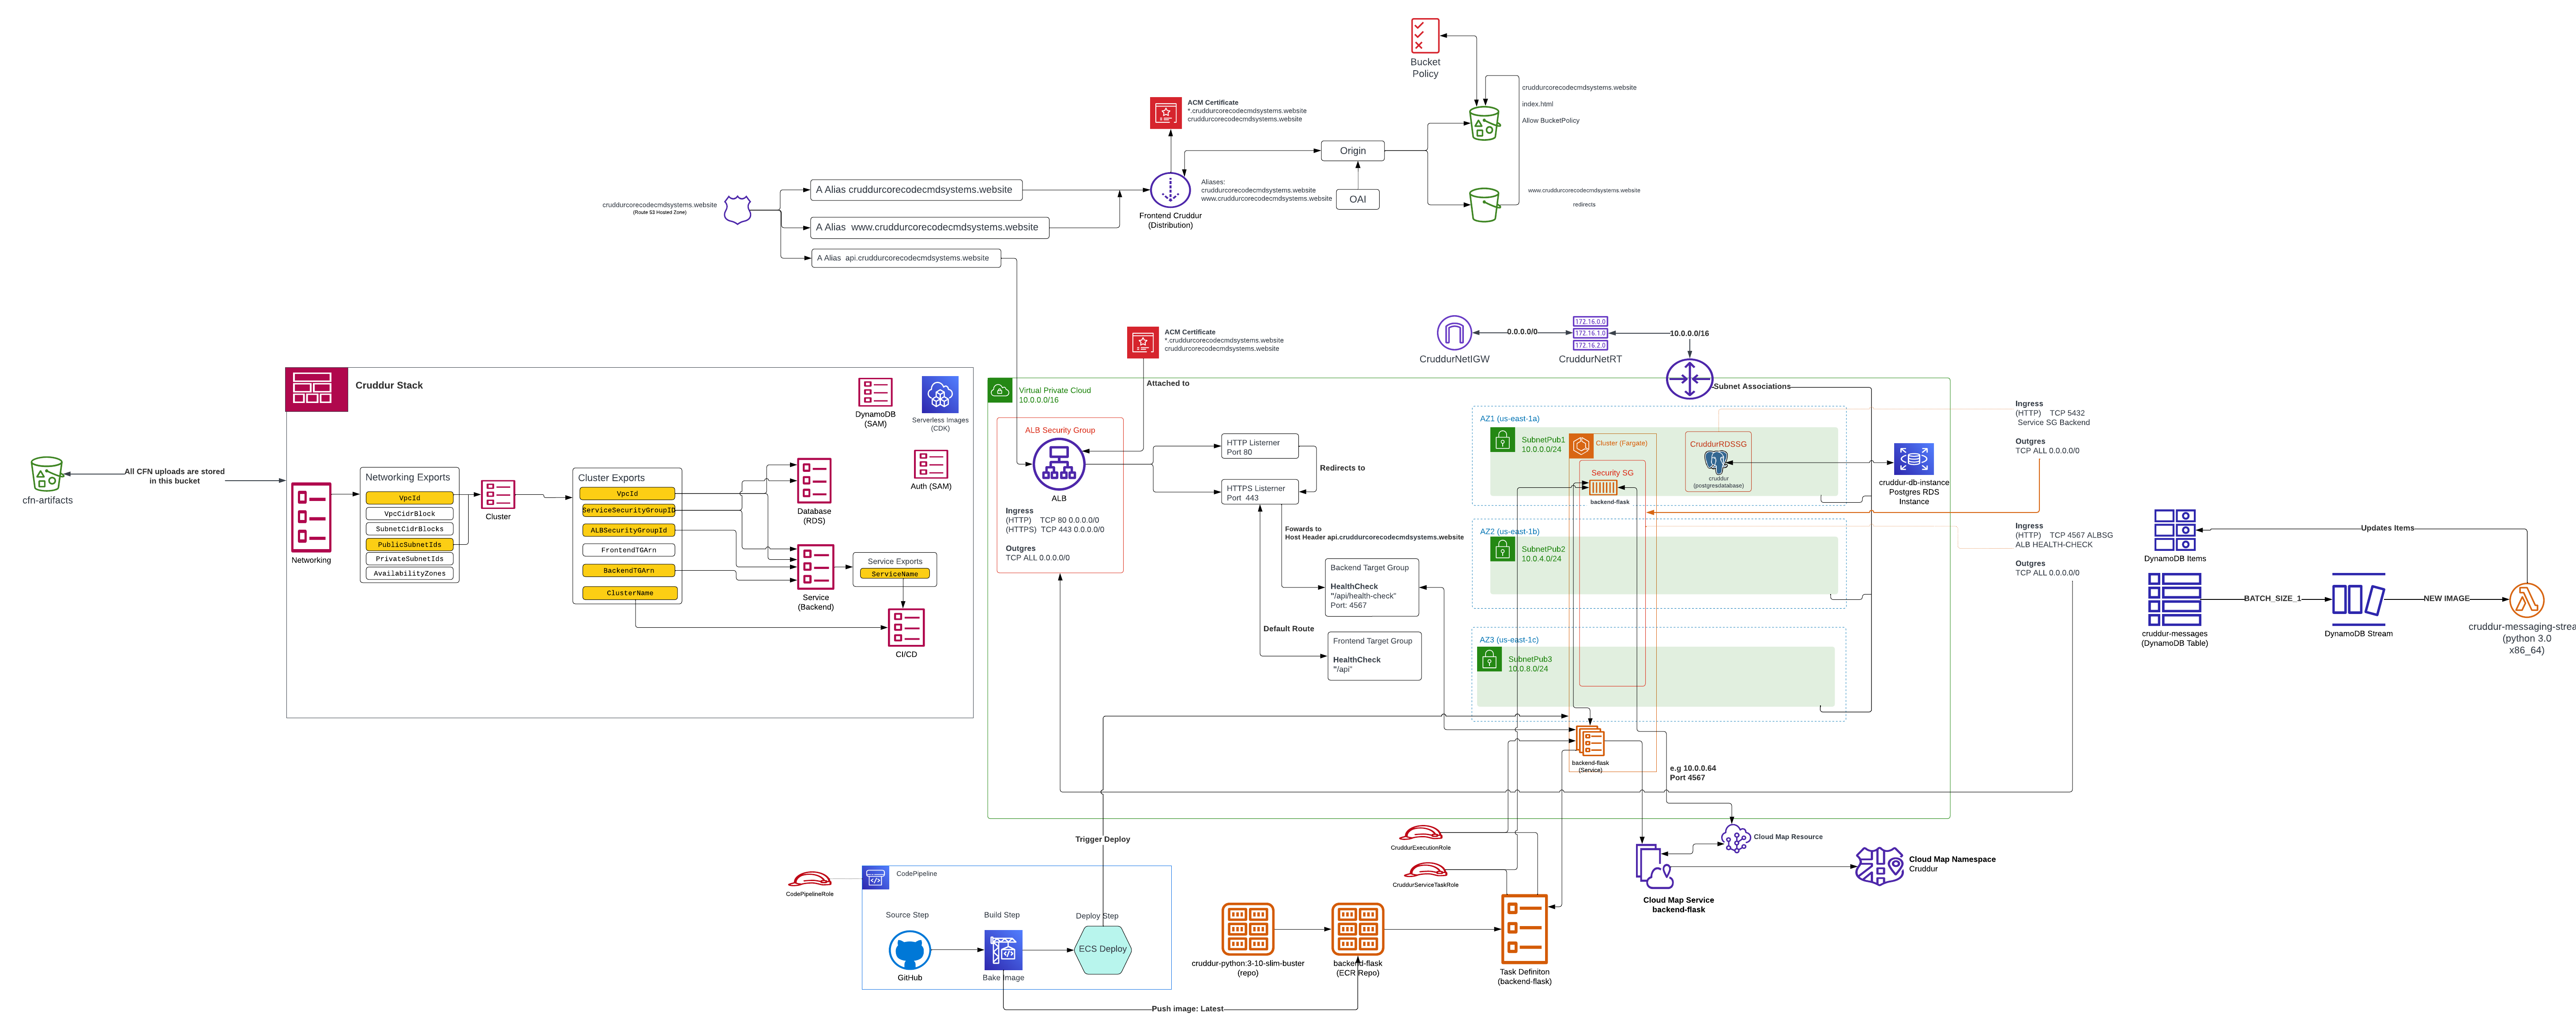 Bucket
Policy
cruddurcorecodecmdsystems.website
index.html
Allow BucketPolicy
ACM Certificate
*.cruddurcorecodecmdsystems.website
cruddurcorecodecmdsystems.website
Origin
OAI
A Alias cruddurcorecodecmdsystems.website
A Alias www.cruddurcorecodecmdsystems.website
A Alias api.cruddurcorecodecmdsystems.website
cruddurcorecodecmdsystems.website
(Route 53 Hosted Zone)
Aliases:
cruddurcorecodecmdsystems.website
www.cruddurcorecodecmdsystems.website
Frontend Cruddur
(Distribution)
www.cruddurcorecodecmdsystems.website
redirects
ACM Certificate
*.cruddurcorecodecmdsystems.website
cruddurcorecodecmdsystems.website
Attached to
CruddurNetIGW
0.0.0.0/0
172.16.0.0
172.16.1.0
172.16.2.0
CruddurNetRT
10.0.0.0/16
Subnet Associations
cfn-artifacts
All CFN uploads are stored
in this bucket
Cruddur Stack
DynamoDB
(SAM)
Serverless Images
(CDK)
Auth (SAM)
Networking
Networking Exports
VpcId
VpcCidrBlock
SubnetCidrBlocks
PublicSubnetIds
PrivateSubnetIds
AvailabilityZones
Cluster
Cluster Exports
VpcId
ServiceSecurityGroupID
ALBSecurityGroupId
FrontendTGArn
BackendTGArn
ClusterName
Database
(RDS)
Service
(Backend)
Service Exports
ServiceName
CI/CD
Virtual Private Cloud
10.0.0.0/16
ALB Security Group
ALB
Ingress
(HTTP) TCP 80 0.0.0.0/0
(HTTPS) TCP 443 0.0.0.0/0
Outgres
TCP ALL 0.0.0.0/0
HTTP Listerner
Port 80
HTTPS Listerner
Port 443
Redirects to
Fowards to
Host Header api.cruddurcorecodecmdsystems.website
Backend Target Group
HealthCheck
"/api/health-check"
Port: 4567
Default Route
Frontend Target Group
HealthCheck
"/api"
AZ1 (us-east-1a)
SubnetPub1
10.0.0.0/24
Cluster (Fargate)
Security SG
backend-flask
CruddurRDSSG
cruddur
(postgresdatabase)
cruddur-db-instance
Postgres RDS
Instance
AZ2 (us-east-1b)
SubnetPub2
10.0.4.0/24
AZ3 (us-east-1c)
SubnetPub3
10.0.8.0/24
backend-flask
(Service)
e.g 10.0.0.64
Port 4567
Ingress
(HTTP) TCP 5432
Service SG Backend
Outgres
TCP ALL 0.0.0.0/0
Ingress
(HTTP) TCP 4567 ALBSG
ALB HEALTH-CHECK
Outgres
TCP ALL 0.0.0.0/0
DynamoDB Items
Updates Items
cruddur-messages
(DynamoDB Table)
BATCH_SIZE_1
DynamoDB Stream
NEW IMAGE
cruddur-messaging-strea
(python 3.0
x86_64)
Trigger Deploy
CodePipelineRole
CodePipeline
Source Step
GitHub
Build Step
Bake Image
Deploy Step
ECS Deploy
Push image: Latest
cruddur-python:3-10-slim-buster
(repo)
backend-flask
(ECR Repo)
CruddurExecutionRole
CruddurServiceTaskRole
Task Definiton
(backend-flask)
Cloud Map Resource
Cloud Map Service
backend-flask
Cloud Map Namespace
Cruddur